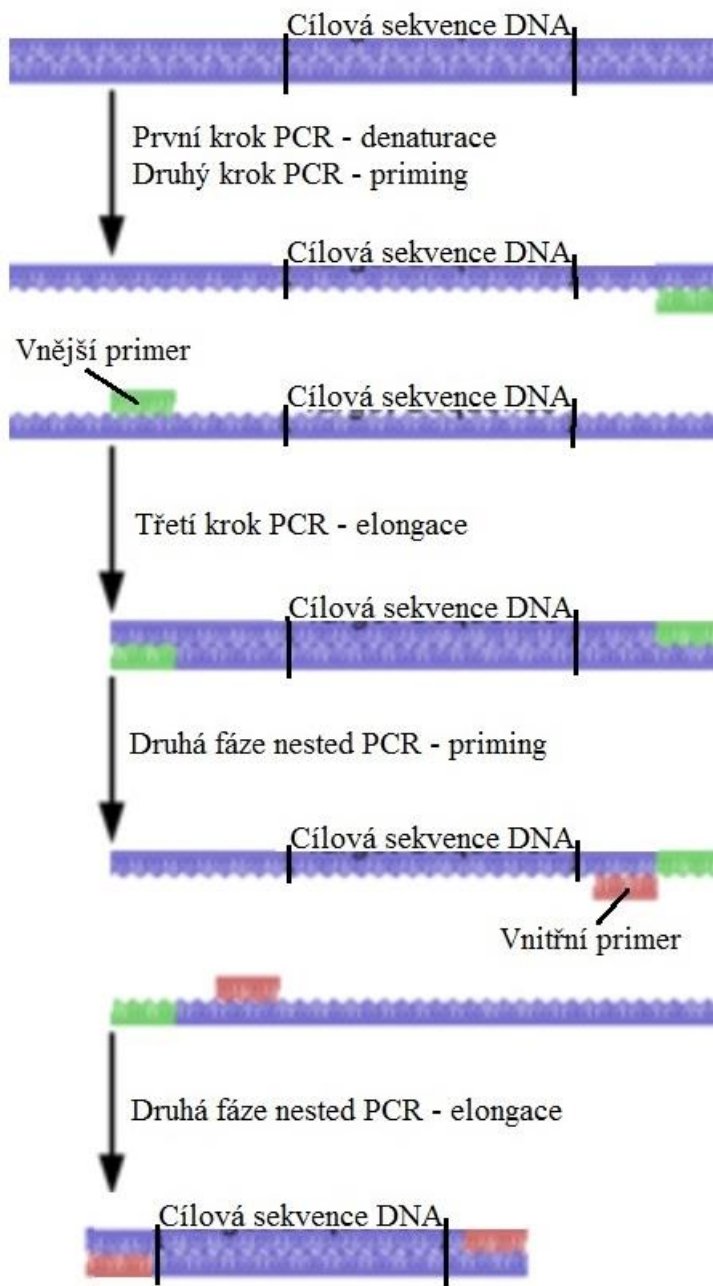 Cílová sekvence DNA
První krok PCR - denaturace
Druhý krok PCR - priming
Cílová sekvence DNA
Vnější primer
Cílová sekvence DNA
Třetí krok PCR - elongace
Cílová sekvence DNA
Druhá fáze nested PCR - priming
Cílová sekvence DNA
Vnitřní primer
Druhá fáze nested PCR - elongace
Cílová sekvence DNA